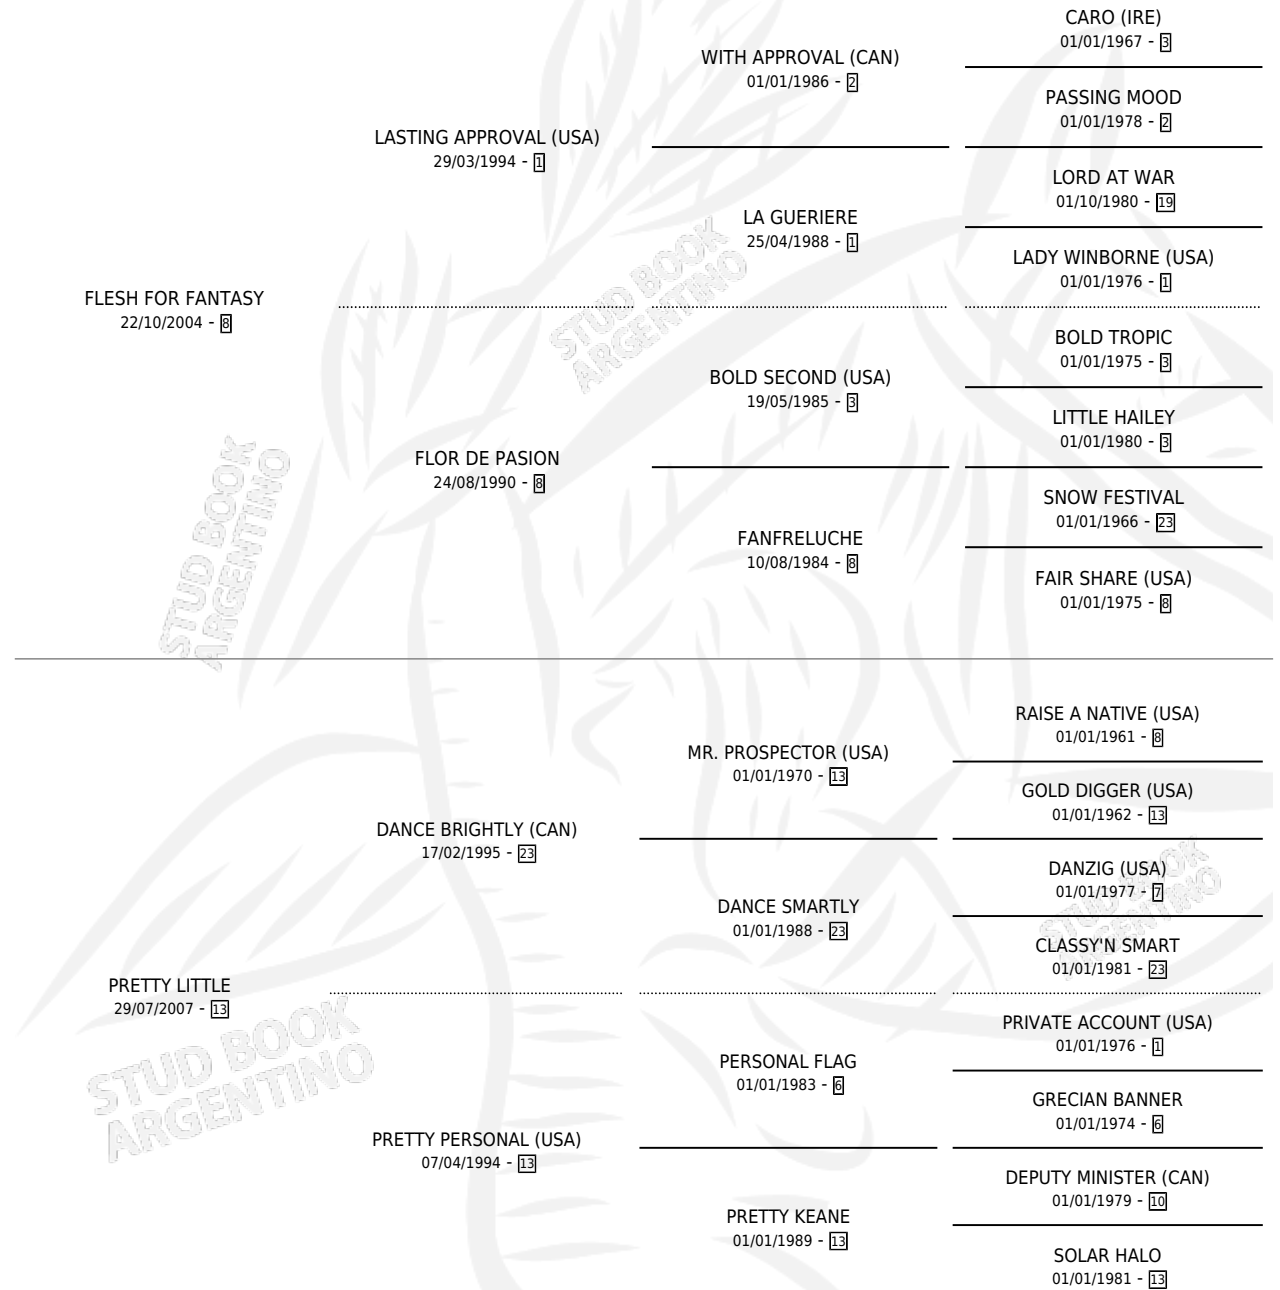 CARO (IRE)
01/01/1967 - 3
WITH APPROVAL (CAN)
01/01/1986 - 2
PASSING MOOD
01/01/1978 - 2
LASTING APPROVAL (USA)
29/03/1994 - 1
LORD AT WAR
01/10/1980 - 19
LA GUERIERE
25/04/1988 - 1
LADY WINBORNE (USA)
01/01/1976 - 1
FLESH FOR FANTASY
22/10/2004 - 8
BOLD TROPIC
01/01/1975 - 3
BOLD SECOND (USA)
19/05/1985 - 3
LITTLE HAILEY
01/01/1980 - 3
FLOR DE PASION
24/08/1990 - 8
SNOW FESTIVAL
01/01/1966 - 23
FANFRELUCHE
10/08/1984 - 8
FAIR SHARE (USA)
01/01/1975 - 8
STUD BOOK
ARGENTINO
STUD BOOK
ARGENTINO
RAISE A NATIVE (USA)
01/01/1961 - 8
MR. PROSPECTOR (USA)
01/01/1970 - 13
GOLD DIGGER (USA)
01/01/1962 - 13
DANCE BRIGHTLY (CAN)
17/02/1995 - 23
DANZIG (USA)
01/01/1977 - 7
DANCE SMARTLY
01/01/1988 - 23
CLASSY'N SMART
01/01/1981 - 23
PRETTY LITTLE
29/07/2007 - 13
PRIVATE ACCOUNT (USA)
01/01/1976 - 1
PERSONAL FLAG
01/01/1983 - 6
GRECIAN BANNER
01/01/1974 - 6
PRETTY PERSONAL (USA)
07/04/1994 - 13
DEPUTY MINISTER (CAN)
01/01/1979 - 10
PRETTY KEANE
01/01/1989 - 13
SOLAR HALO
01/01/1981 - 13
STUD BOOK
ARGENTINO
STUD BOOK
ARGENTINO